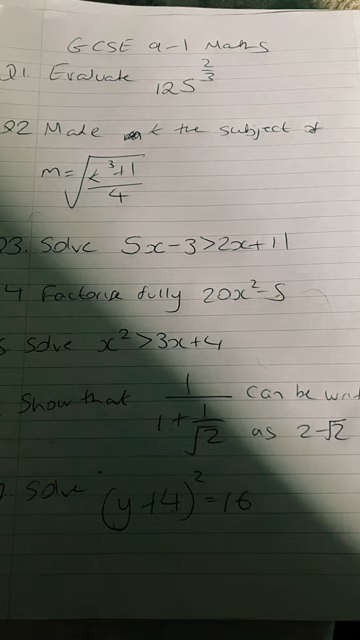 GCSE 9-1 Maths
Q1. Evaluate 125^(2/3)
Q2 Make t the subject of
m = √((t³+1)/4)
Q3. Solve 5x-3>2x+11
4 Factorise fully 20x²-5
5. Solve x²>3x+4
. Show that 1/(1+1/√2) can be writ
as 2-√2
7. Solve (y+4)²=16